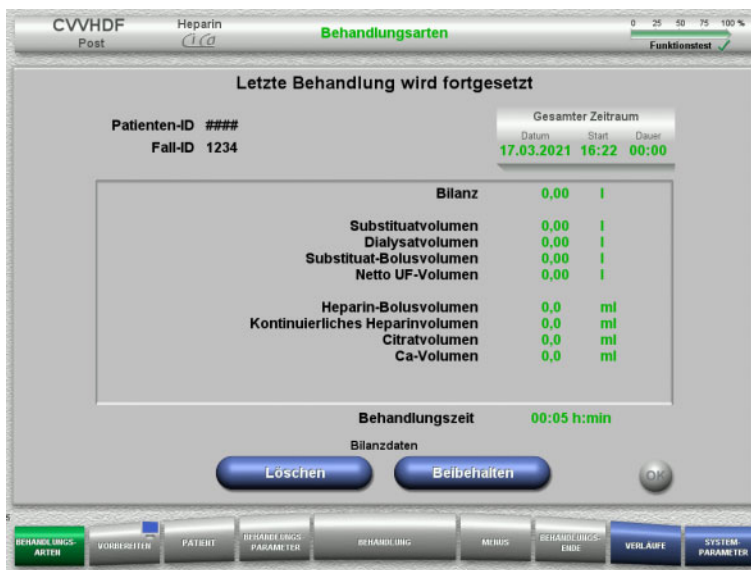 CVVHDF
Post
Heparin
CiCa
Behandlungsarten
0 25 50 75 100 %
Funktionstest
Letzte Behandlung wird fortgesetzt
Patienten-ID ####
Fall-ID 1234
Gesamter Zeitraum
Datum Start Dauer
17.03.2021 16:22 00:00
Bilanz 0,00 l
Substituatvolumen 0,00 l
Dialysatvolumen 0,00 l
Substituat-Bolusvolumen 0,00 l
Netto UF-Volumen 0,00 l
Heparin-Bolusvolumen 0,0 ml
Kontinuierliches Heparinvolumen 0,0 ml
Citratvolumen 0,0 ml
Ca-Volumen 0,0 ml
Behandlungszeit 00:05 h:min
Bilanzdaten
Löschen Beibehalten OK
5
BEHANDLUNGS-
ARTEN
VORBEREITEN
PATIENT
BEHANDLUNGS-
PARAMETER
BEHANDLUNG
MENUS
BEHANDLUNGS-
ENDE
VERLÄUFE
SYSTEM-
PARAMETER